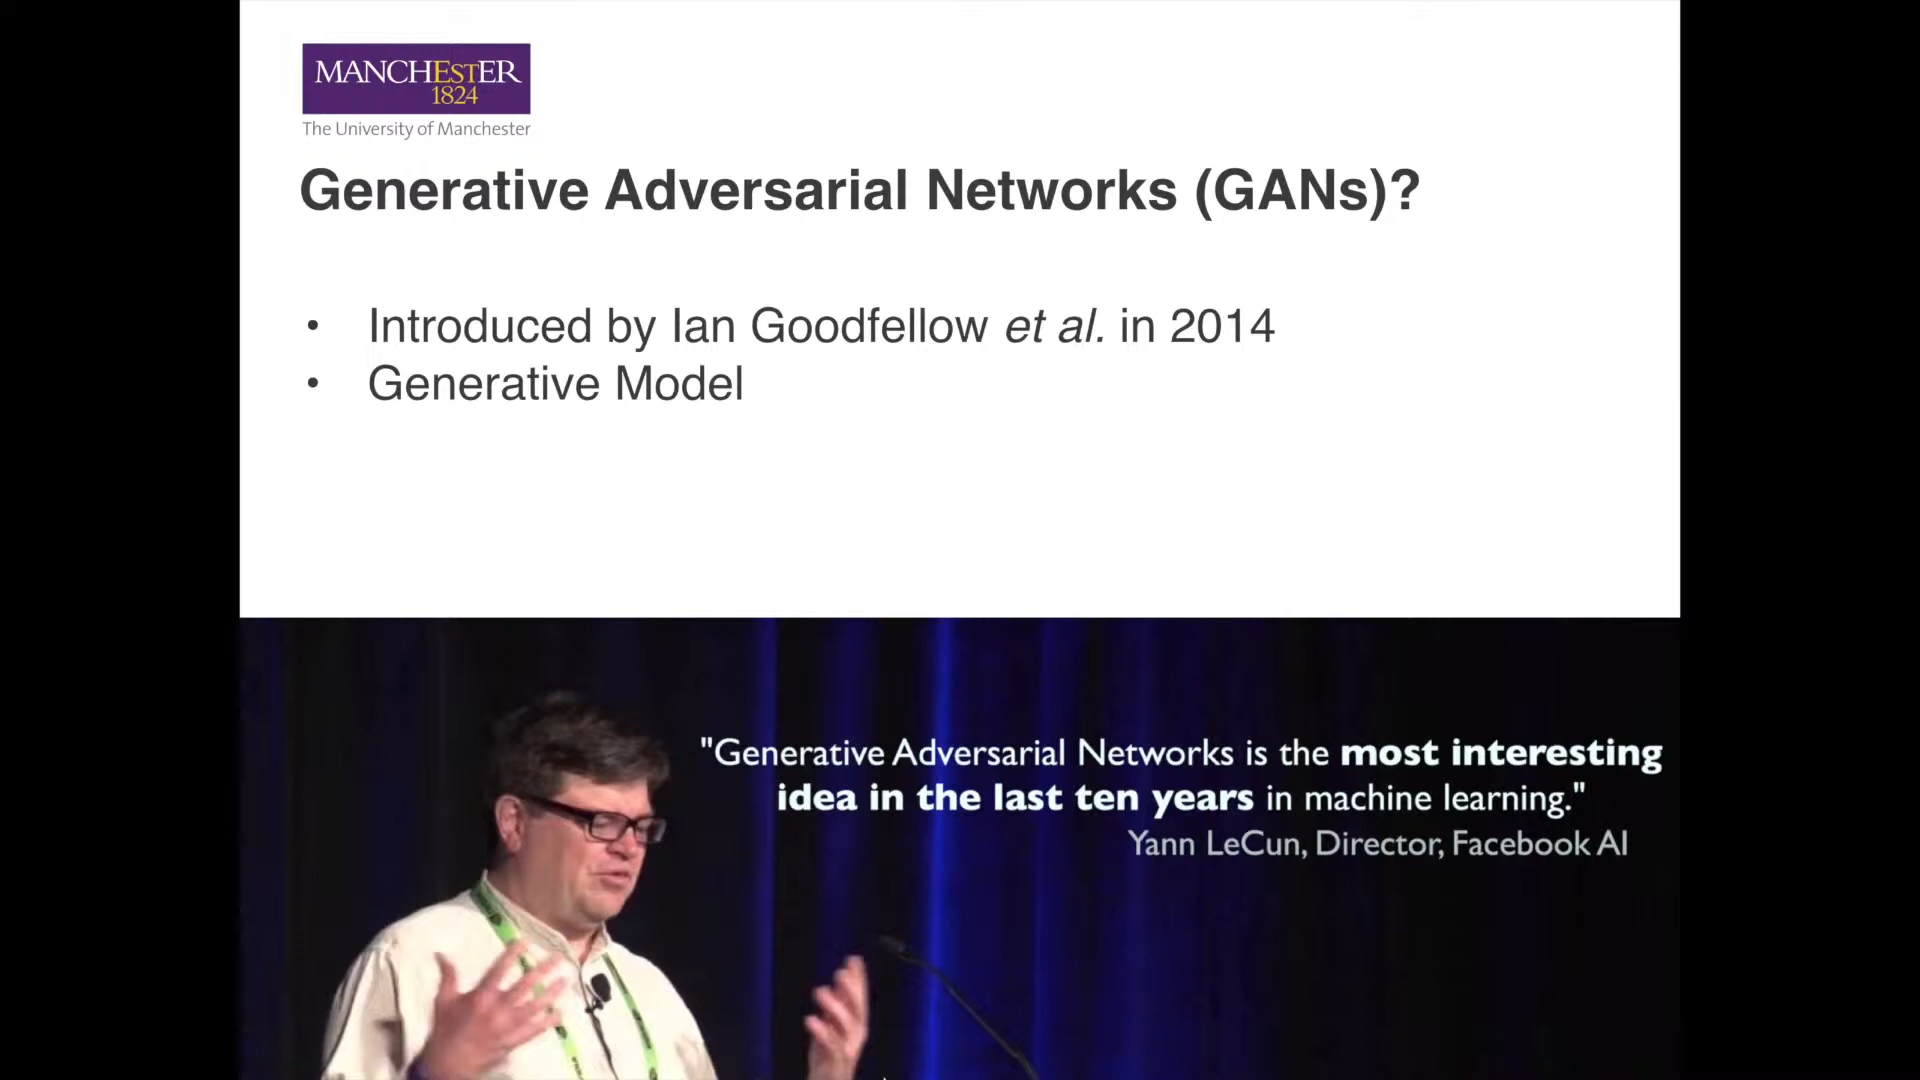 MANCHEstER
1824
The University of Manchester
Generative Adversarial Networks (GANs)?
• Introduced by Ian Goodfellow et al. in 2014
• Generative Model
"Generative Adversarial Networks is the most interesting
idea in the last ten years in machine learning."
Yann LeCun, Director, Facebook AI